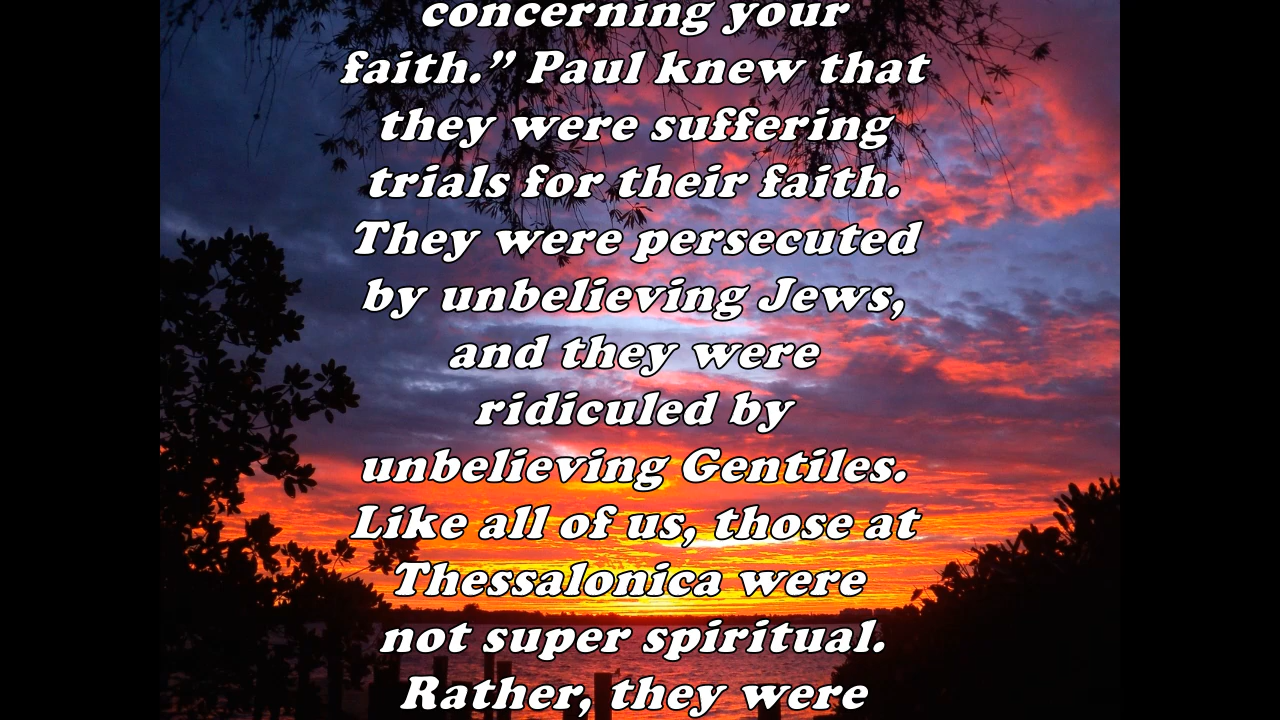 concerning your
faith.” Paul knew that
they were suffering
trials for their faith.
They were persecuted
by unbelieving Jews,
and they were
ridiculed by
unbelieving Gentiles.
Like all of us, those at
Thessalonica were
not super spiritual.
Rather, they were